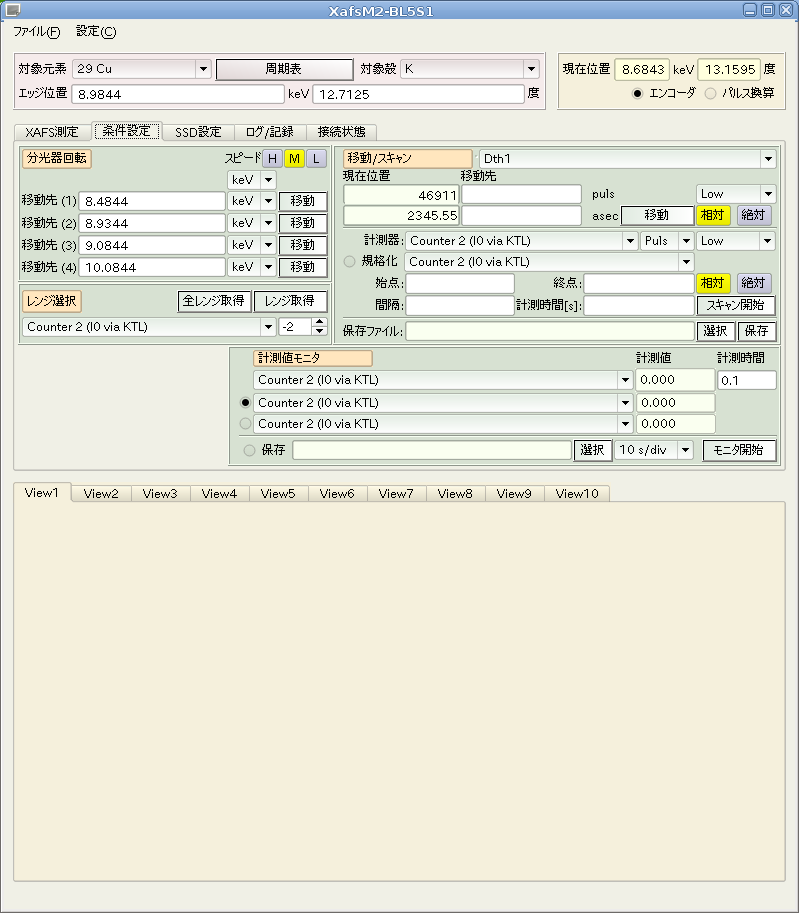 XafsM2-BL5S1
ファイル(F) 設定(C)
対象元素 29 Cu 周期表 対象殻 K
エッジ位置 8.9844 keV 12.7125 度
現在位置 8.6843 keV 13.1595 度
エンコーダ パルス換算
XAFS測定 条件設定 SSD設定 ログ/記録 接続状態
分光器回転 スピード H M L
keV
移動先 (1) 8.4844 keV 移動
移動先 (2) 8.9344 keV 移動
移動先 (3) 9.0844 keV 移動
移動先 (4) 10.0844 keV 移動
レンジ選択 全レンジ取得 レンジ取得
Counter 2 (I0 via KTL) -2
移動/スキャン Dth1
現在位置 移動先
46911 puls Low
2345.55 asec 移動 相対 絶対
計測器: Counter 2 (I0 via KTL) Puls Low
規格化 Counter 2 (I0 via KTL)
始点: 終点: 相対 絶対
間隔: 計測時間[s]: スキャン開始
保存ファイル: 選択 保存
計測値モニタ 計測値 計測時間
Counter 2 (I0 via KTL) 0.000 0.1
Counter 2 (I0 via KTL) 0.000
Counter 2 (I0 via KTL) 0.000
保存 選択 10 s/div モニタ開始
View1 View2 View3 View4 View5 View6 View7 View8 View9 View10